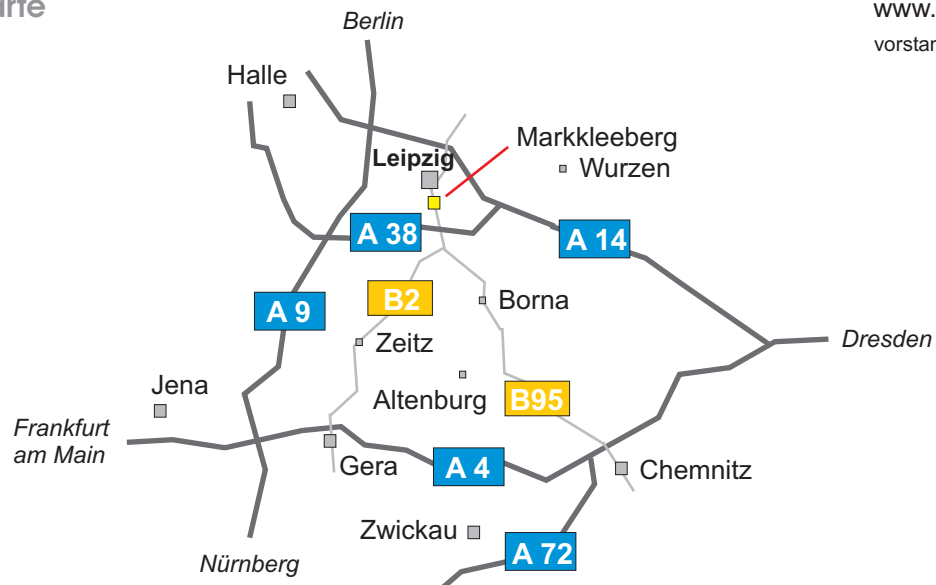 www.
Berlin
Halle
Markkleeberg
Leipzig
Wurzen
A 38
A 14
B2
Borna
A 9
Zeitz
Dresden
Jena
Altenburg
B95
Frankfurt
am Main
Gera
A 4
Chemnitz
Zwickau
A 72
Nürnberg